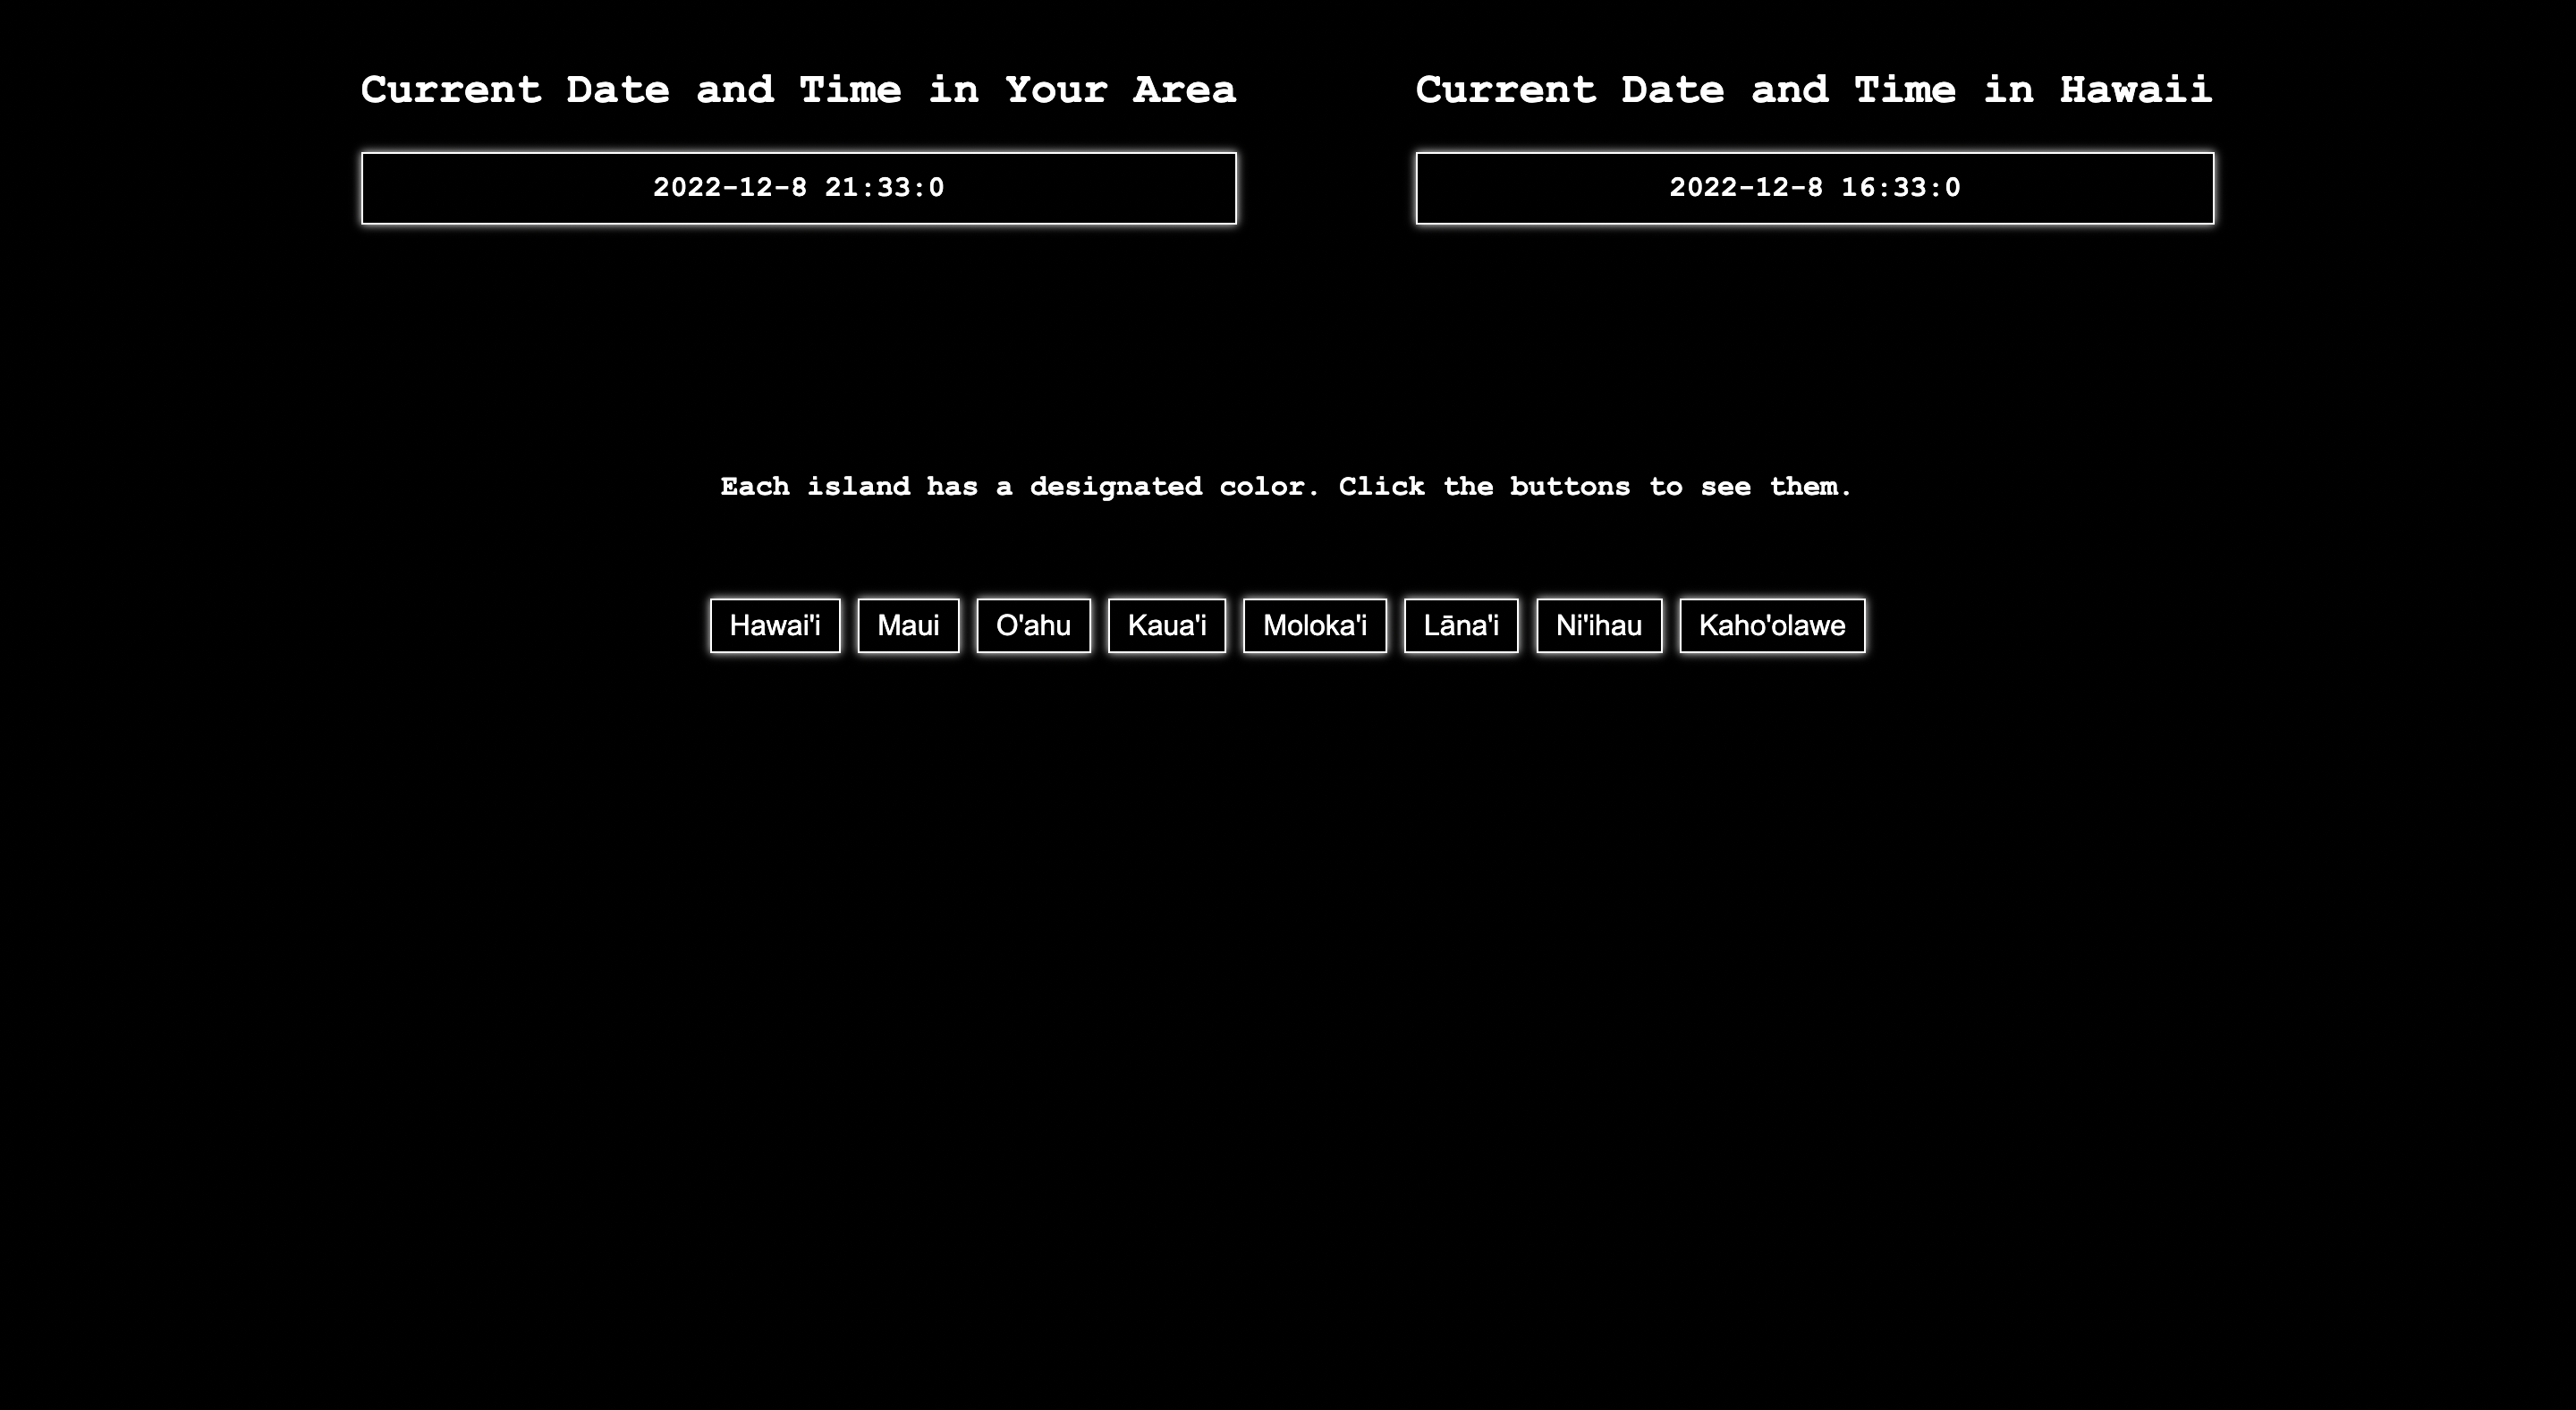 Current Date and Time in Your Area
2022-12-8 21:33:0
Current Date and Time in Hawaii
2022-12-8 16:33:0
Each island has a designated color. Click the buttons to see them.
Hawai'i Maui O'ahu Kaua'i Moloka'i Lāna'i Ni'ihau Kaho'olawe